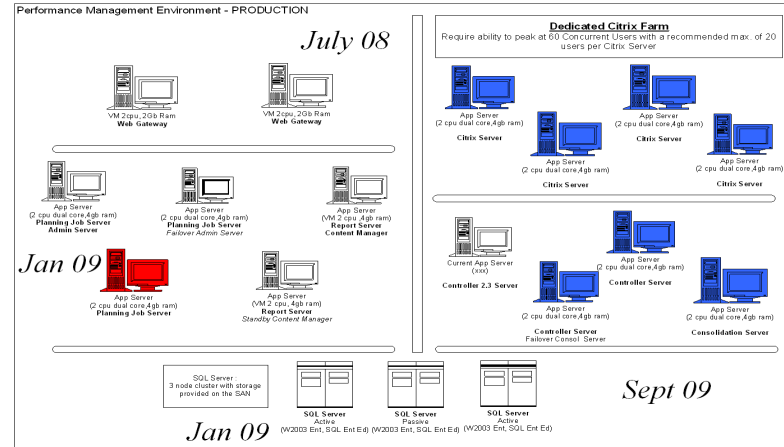 Performance Management Environment - PRODUCTION
July 08
VM 2cpu, 2Gb Ram
Web Gateway
VM 2cpu, 2Gb Ram
Web Gateway
App Server
(2 cpu dual core,4gb ram)
Planning Job Server
Admin Server
App Server
(2 cpu dual core,4gb ram)
Planning Job Server
Failover Admin Server
App Server
(VM 2 cpu ,4gb ram)
Report Server
Content Manager
Jan 09
App Server
(2 cpu dual core,4gb ram)
Planning Job Server
App Server
(VM 2 cpu, 4gb ram)
Report Server
Standby Content Manager
Dedicated Citrix Farm
Require ability to peak at 60 Concurrent Users with a recommended max. of 20
users per Citrix Server
App Server
(2 cpu dual core,4gb ram)
Citrix Server
App Server
(2 cpu dual core,4gb ram)
Citrix Server
App Server
(2 cpu dual core,4gb ram)
Citrix Server
App Server
(2 cpu dual core,4gb ram)
Citrix Server
Current App Server
(xxx)
Controller 2.3 Server
App Server
(2 cpu dual core,4gb ram)
Controller Server
App Server
(2 cpu dual core,4gb ram)
Controller Server
Failover Consol Server
App Server
(2 cpu dual core,4gb ram)
Consolidation Server
SQL Server :
3 node cluster with storage
provided on the SAN
Jan 09
SQL Server
Active
(W2003 Ent, SQL Ent Ed)
SQL Server
Passive
(W2003 Ent, SQL Ent Ed)
SQL Server
Active
(W2003 Ent, SQL Ent Ed)
Sept 09